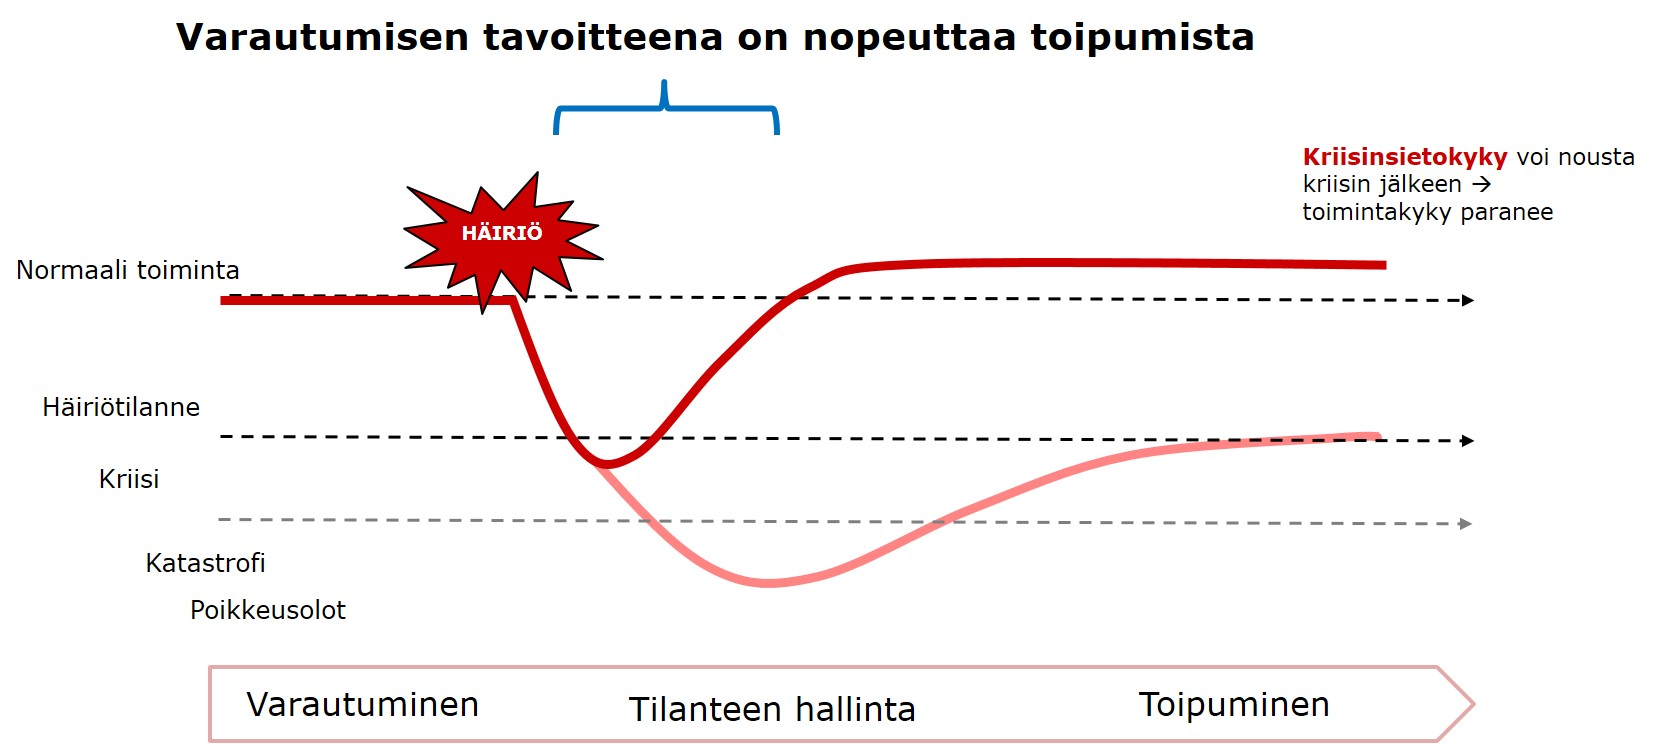 Varautumisen tavoitteena on nopeuttaa toipumista
Kriisinsietokyky voi nousta
kriisin jälkeen →
toimintakyky paranee
HÄIRIÖ
Normaali toiminta
Häiriötilanne
Kriisi
Katastrofi
Poikkeusolot
Varautuminen
Tilanteen hallinta
Toipuminen